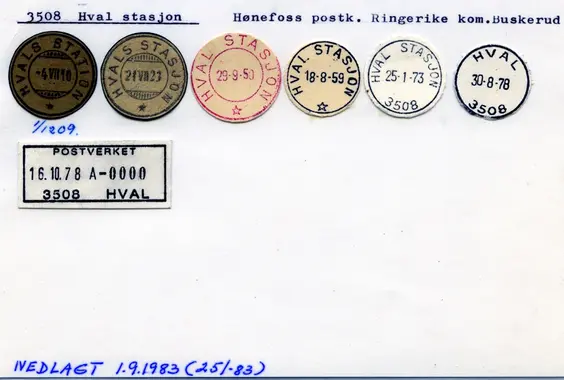 3508 Hval stasjon Hønefoss postk. Ringerike kom.Buskerud
HVALS STATION
-4 VII 10
HVALS STASJON
21 VII 23
HVAL STASJON
29-9-50
HVAL STASJON
18-8-59
HVAL STASJON
25-1-73
3508
HVAL
30-8-78
3508
1/1209.
POSTVERKET
16.10.78 A-0000
3508 HVAL
NEDLAGT 1.9.1983 (25/-83)